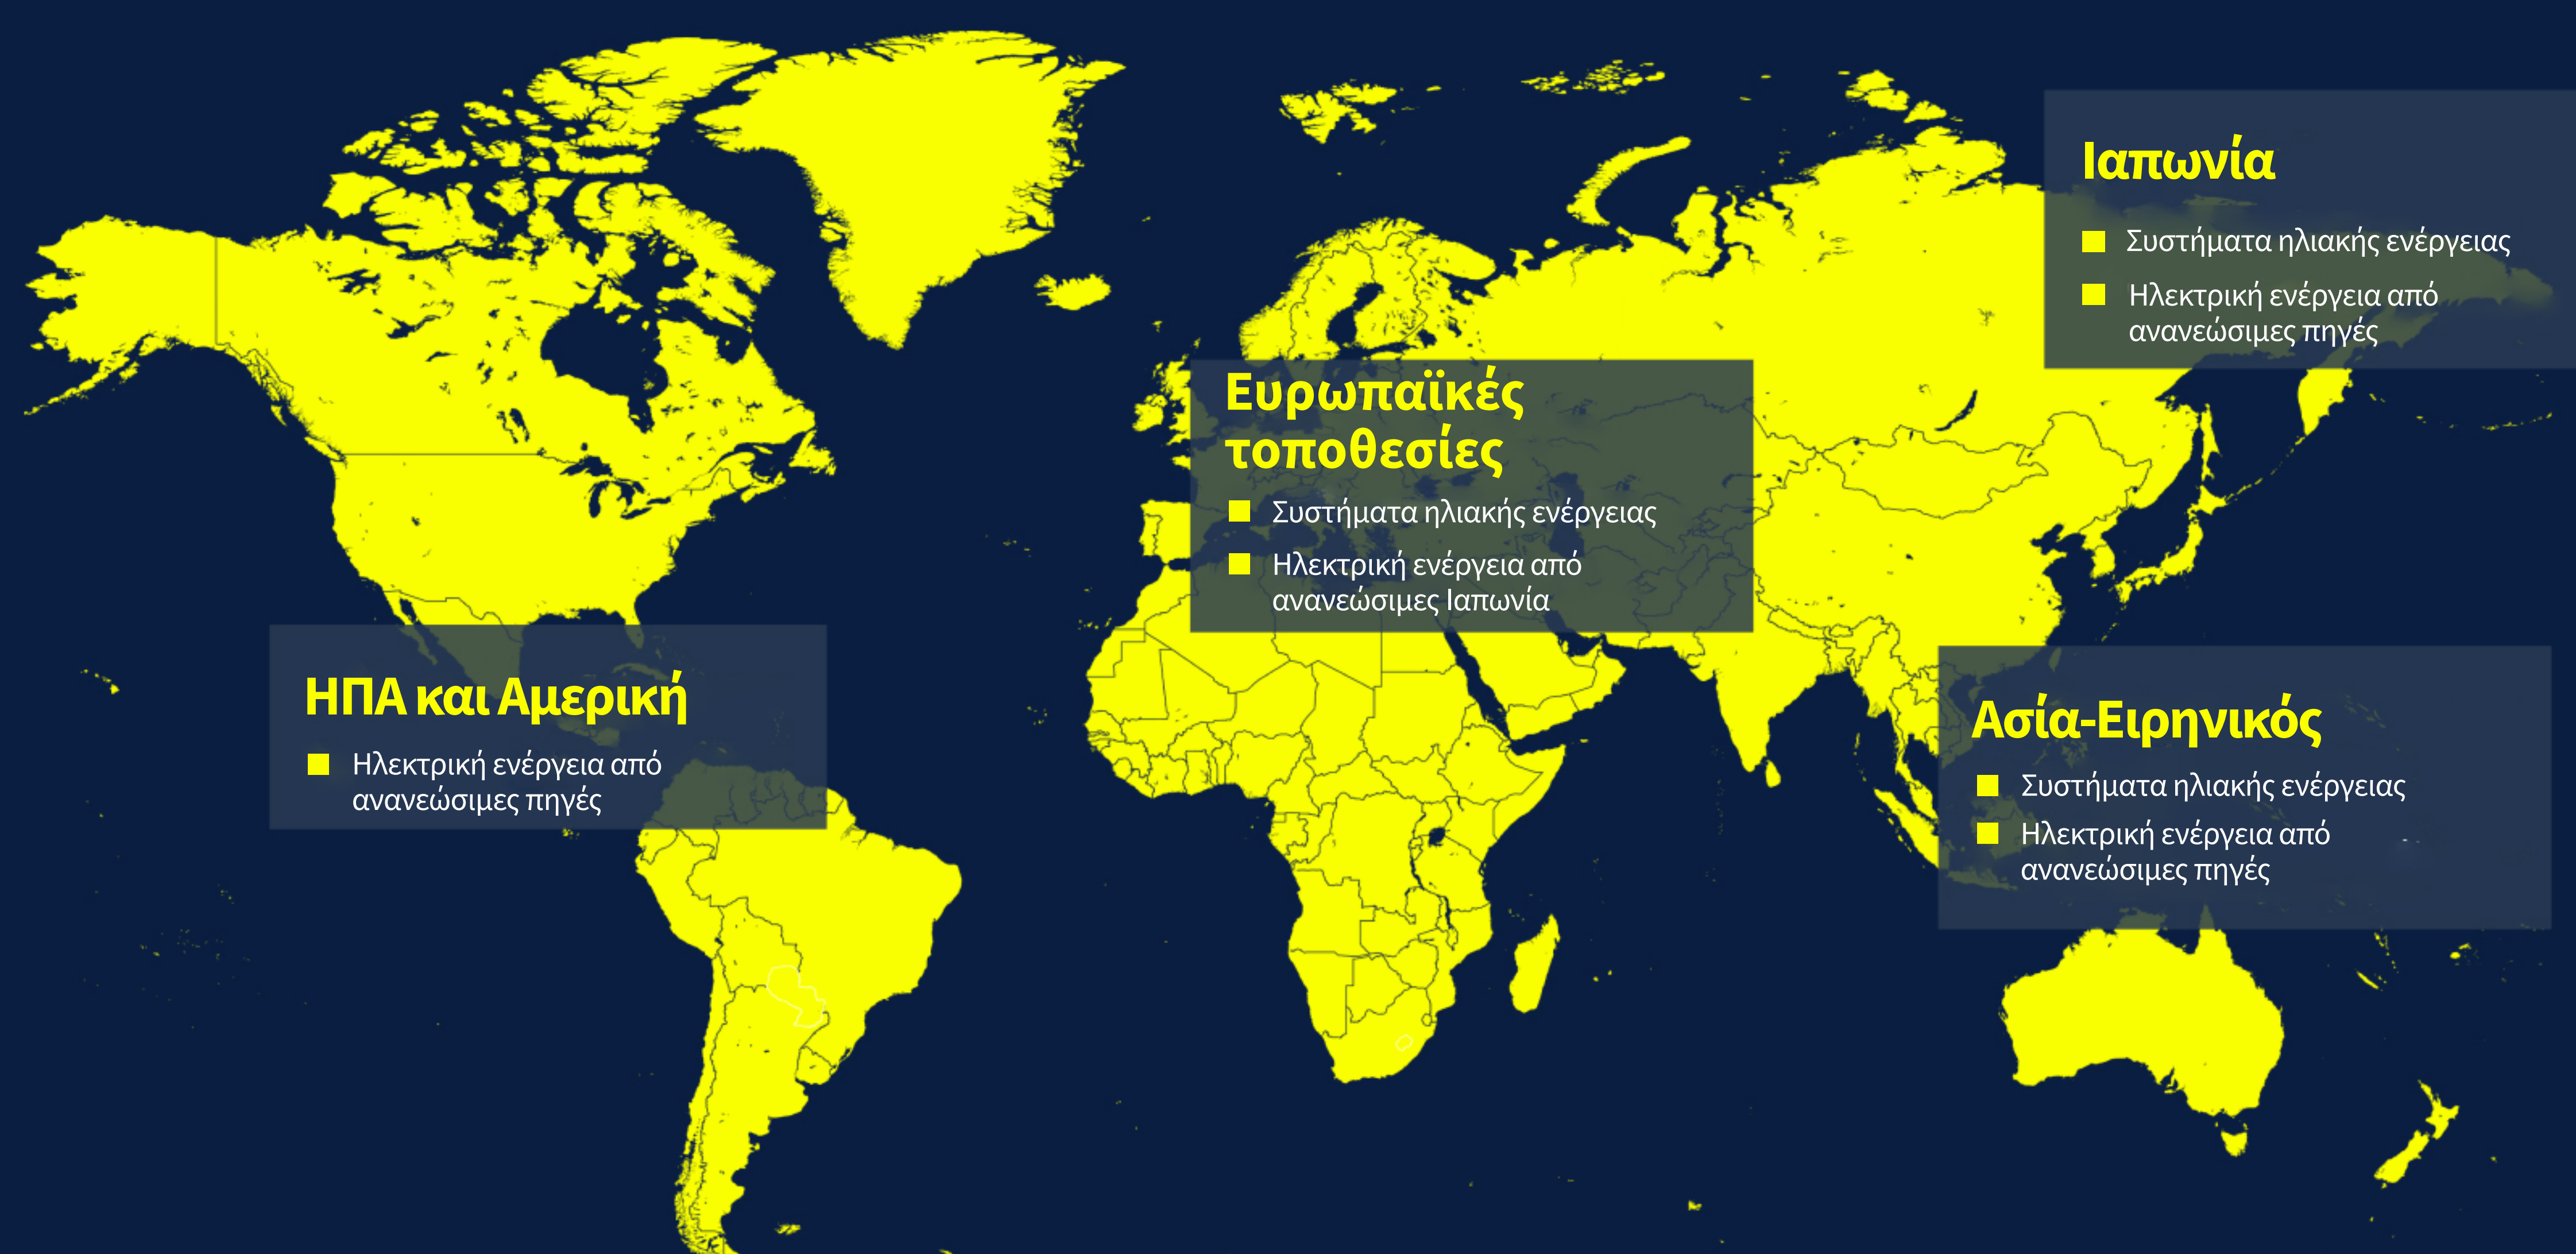 Ιαπωνία
Συστήματα ηλιακής ενέργειας
Ηλεκτρική ενέργεια από
ανανεώσιμες πηγές
Ευρωπαϊκές
τοποθεσίες
Συστήματα ηλιακής ενέργειας
Ηλεκτρική ενέργεια από
ανανεώσιμες Ιαπωνία
ΗΠΑ και Αμερική
Ηλεκτρική ενέργεια από
ανανεώσιμες πηγές
Ασία-Ειρηνικός
Συστήματα ηλιακής ενέργειας
Ηλεκτρική ενέργεια από
ανανεώσιμες πηγές